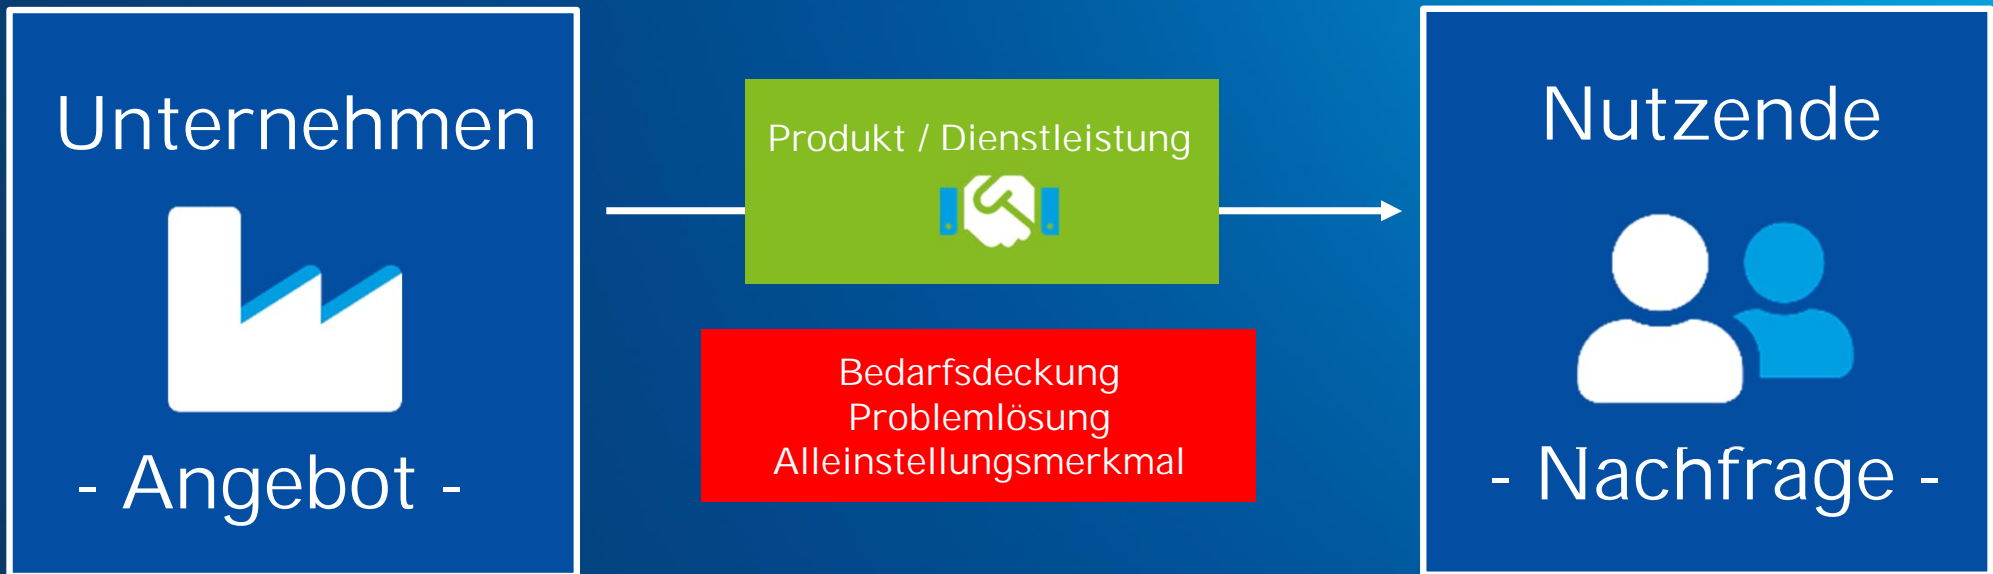 Unternehmen
- Angebot -
Produkt / Dienstleistung
Bedarfsdeckung
Problemlösung
Alleinstellungsmerkmal
Nutzende
- Nachfrage -